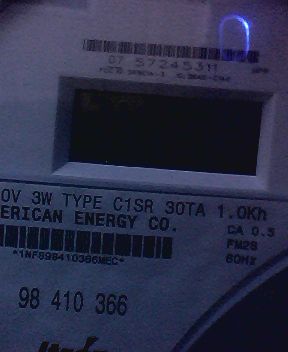 07 57245311
0V 3W TYPE C1SR 30TA 1.0Kh
ERICAN ENERGY CO.
CA 0.5
FM2S
60Hz
*1NF898410366MEC*
98 410 366